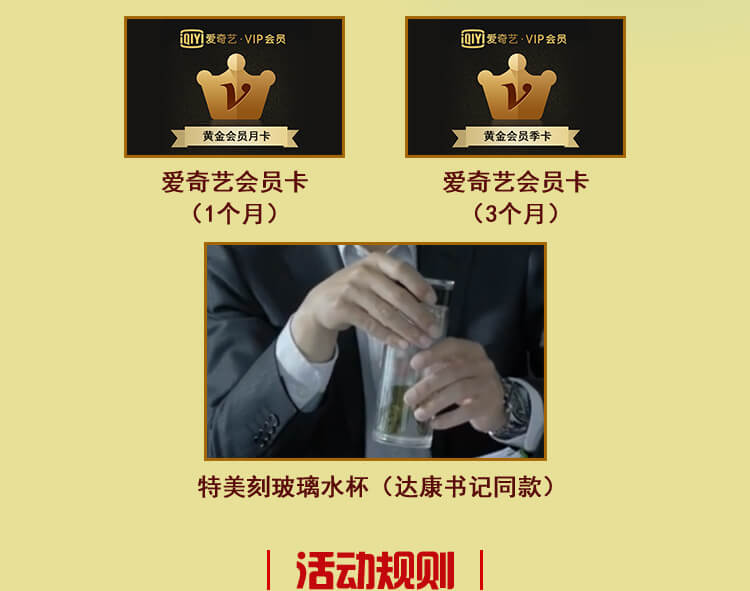 QIY 爱奇艺·VIP会员
黄金会员月卡
爱奇艺会员卡
（1个月）
QIY 爱奇艺·VIP会员
黄金会员季卡
爱奇艺会员卡
（3个月）
特美刻玻璃水杯（达康书记同款）
活动规则